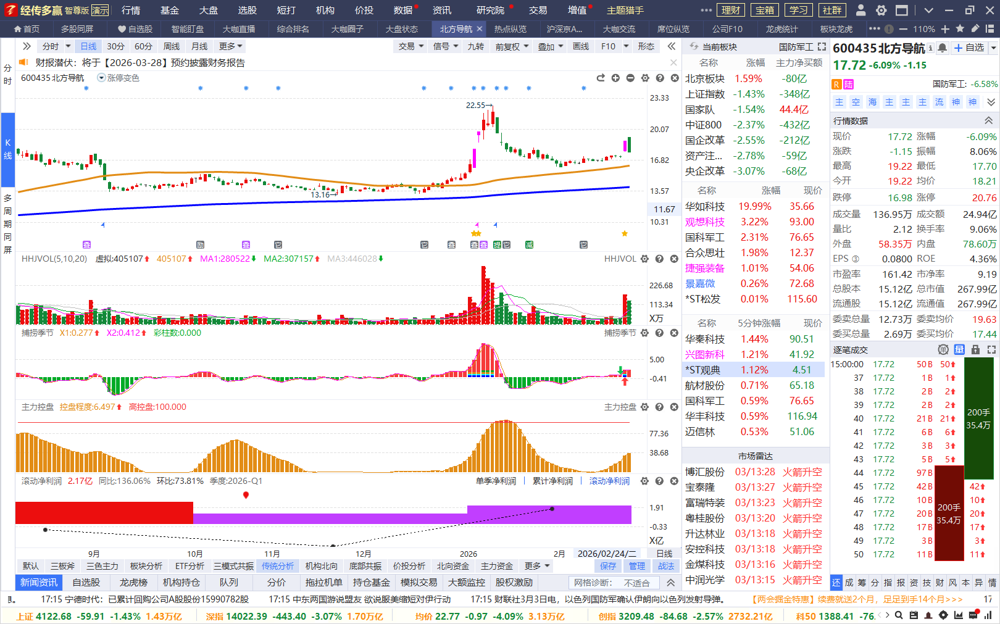 经传多赢 智尊版 演示 行情 基金 大盘 选股 短打 机构 价投 数据 资讯 研究院 交易 增值 主题猎手 理财 宝箱 学习 社群
首页 多股同屏 自选股 智能盯盘 大咖直播 综合排名 大咖圈子 大盘状态 北方导航 热点纵览 沪深京A... 大咖交流 席位纵览 公司F10 龙虎统计 板块龙虎 110%
分时 日线 30分 60分 周线 月线 更多 交易 信号 九转 前复权 叠加 画线 F10 形态
财报潜伏：将于【2026-03-28】预约披露财务报告
600435 北方导航 涨停变色
分时
K线
多周期同屏
22.55
13.16
23.33
20.07
16.82
13.57
11.67
10.31
HHJVOL(5,10,20) 虚拟:405107 405107 MA1:280522 MA2:307157 MA3:446028 HHJVOL
226.68
113.34
X万
捕捞季节 X1:0.277 X2:0.412 彩柱数:0.000 捕捞季节
5.00
-0.41
主力控盘 控盘程度:6.497 高控盘:100.000 主力控盘
77.36
38.68
滚动净利润 2.17亿 同比:136.06% 环比:73.81% 季度:2026-Q1 单季净利润 累计净利润 滚动净利润
1.91
-0.33
X亿
9月 10月 11月 12月 2026 2月 2026/02/24/二 日线
默认 三板斧 三色主力 板块分析 ETF分析 三模式共振 传统分析 机构北向 底部共振 价投分析 北向资金 主力资金 更多 保存 管理 战法
新闻资讯 自选股 龙虎榜 机构持仓 队列 分价 拖拉机单 持仓基金 模拟交易 大额监控 股权激励 网格诊断： 不适合
当前板块 国防军工
名称 涨幅 主力净买额
北京板块 1.59% -80亿
上证指数 -1.43% -348亿
国家队 -1.54% 44.4亿
中证800 -2.37% -432亿
国企改革 -2.55% -212亿
资产注... -2.78% -59亿
央企改革 -3.07% -68亿
名称 涨幅 现价
华如科技 19.99% 35.66
观想科技 3.22% 93.00
国科军工 2.31% 76.65
合众思壮 1.98% 12.37
捷强装备 1.01% 54.06
景嘉微 0.26% 72.68
*ST松发 0.01% 115.60
名称 5分钟涨幅 现价
华秦科技 1.44% 90.51
兴图新科 1.21% 41.92
*ST观典 1.12% 4.51
航材股份 0.71% 65.18
国科军工 0.59% 76.65
华丰科技 0.59% 116.94
迈信林 0.53% 51.06
市场雷达
博汇股份 03/13:28 火箭升空
宝泰隆 03/13:27 火箭升空
富瑞特装 03/13:23 火箭升空
粤桂股份 03/13:20 火箭升空
升达林业 03/13:18 火箭升空
安控科技 03/13:18 火箭升空
金煤科技 03/13:16 火箭升空
中润光学 03/13:15 火箭升空
600435 北方导航 自选
17.72 -6.09% -1.15
R 陆 国防军工: -6.58%
主 空 海 主 主 主 流 神 神
行情数据
现价 17.72 涨幅 -6.09%
涨跌 -1.15 振幅 8.06%
最高 19.22 最低 17.70
今开 19.22 均价 18.21
跌停 16.98 涨停 20.76
成交量 136.95万 成交额 24.94亿
量比 2.12 换手率 9.06%
外盘 58.35万 内盘 78.60万
EPS ③ 0.0800 ROE 4.36%
市盈率 161.42 市净率 9.19
总股本 15.12亿 总市值 267.99亿
流通股 15.12亿 流通值 267.99亿
委卖总量 12.73万 委卖均价 19.63
委买总量 2.69万 委买均价 17.44
逐笔成交
15:00:00 17.72 50B 50
37 17.72 1B 1
38 17.72 2B 2
39 17.72 2B 2
40 17.72 21B 21
41 17.72 6B 6
42 17.72 3B 3
43 17.72 5B 5
44 17.72 97B
45 17.72 42B 42
46 17.72 10B 10
47 17.72 20B 20
48 17.72 17B 17
49 17.72 3B 3
50 17.72 11B 11
200手
35.4万
200手
35.4万
还 成 筹 分 指 报 资 技 财 风 本 异 情
息。 17:15 宁德时代：已累计回购公司A股股份15990782股 17:15 中东两国游说盟友 欲说服美缩短对伊行动 17:15 财联社3月3日电，以色列国防军确认伊朗向以色列发射导弹。 【两会掘金特惠】续费就送2个月，足足到手14个月>>> 17
上证 4122.68 -59.91 -1.43% 1.43万亿 深指 14022.39 -443.40 -3.07% 1.70万亿 均价 22.77 -0.97 -4.09% 3.13万亿 创指 3209.48 -84.68 -2.57% 2732.21亿 科50 1388.41 -76.